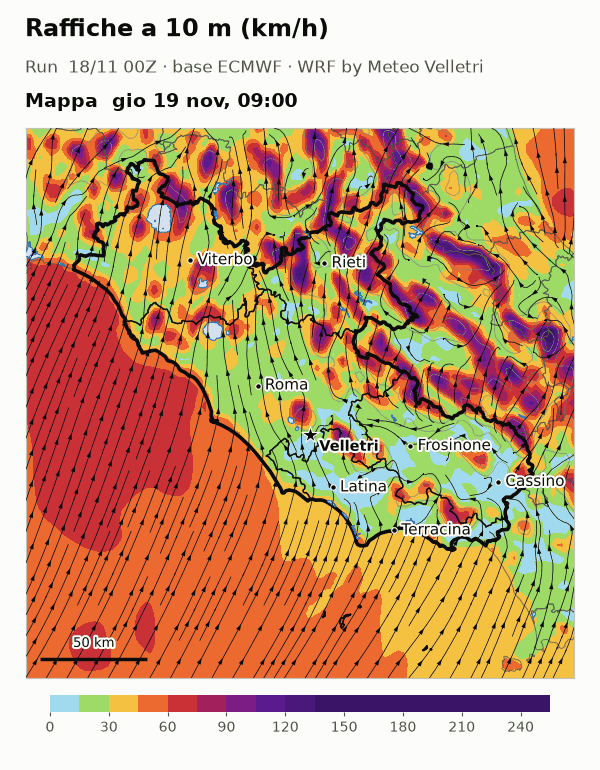 Raffiche a 10 m (km/h)
Run  18/11 00Z · base ECMWF · WRF by Meteo Velletri
Mappa  gio 19 nov, 09:00
Viterbo
Rieti
Roma
Velletri
Frosinone
Latina
Cassino
Terracina
50 km
0 30 60 90 120 150 180 210 240